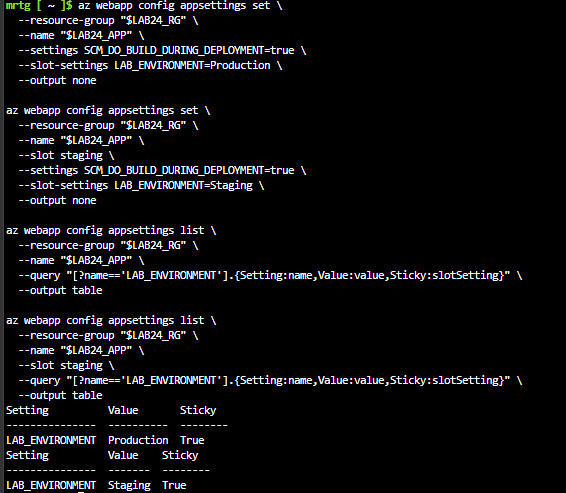 mrtg [ ~ ]$ az webapp config appsettings set \
  --resource-group "$LAB24_RG" \
  --name "$LAB24_APP" \
  --settings SCM_DO_BUILD_DURING_DEPLOYMENT=true \
  --slot-settings LAB_ENVIRONMENT=Production \
  --output none

az webapp config appsettings set \
  --resource-group "$LAB24_RG" \
  --name "$LAB24_APP" \
  --slot staging \
  --settings SCM_DO_BUILD_DURING_DEPLOYMENT=true \
  --slot-settings LAB_ENVIRONMENT=Staging \
  --output none

az webapp config appsettings list \
  --resource-group "$LAB24_RG" \
  --name "$LAB24_APP" \
  --query "[?name=='LAB_ENVIRONMENT'].{Setting:name,Value:value,Sticky:slotSetting}" \
  --output table

az webapp config appsettings list \
  --resource-group "$LAB24_RG" \
  --name "$LAB24_APP" \
  --slot staging \
  --query "[?name=='LAB_ENVIRONMENT'].{Setting:name,Value:value,Sticky:slotSetting}" \
  --output table
Setting          Value       Sticky
---------------  ----------  --------
LAB_ENVIRONMENT  Production  True
Setting          Value    Sticky
---------------  -------  --------
LAB_ENVIRONMENT  Staging  True